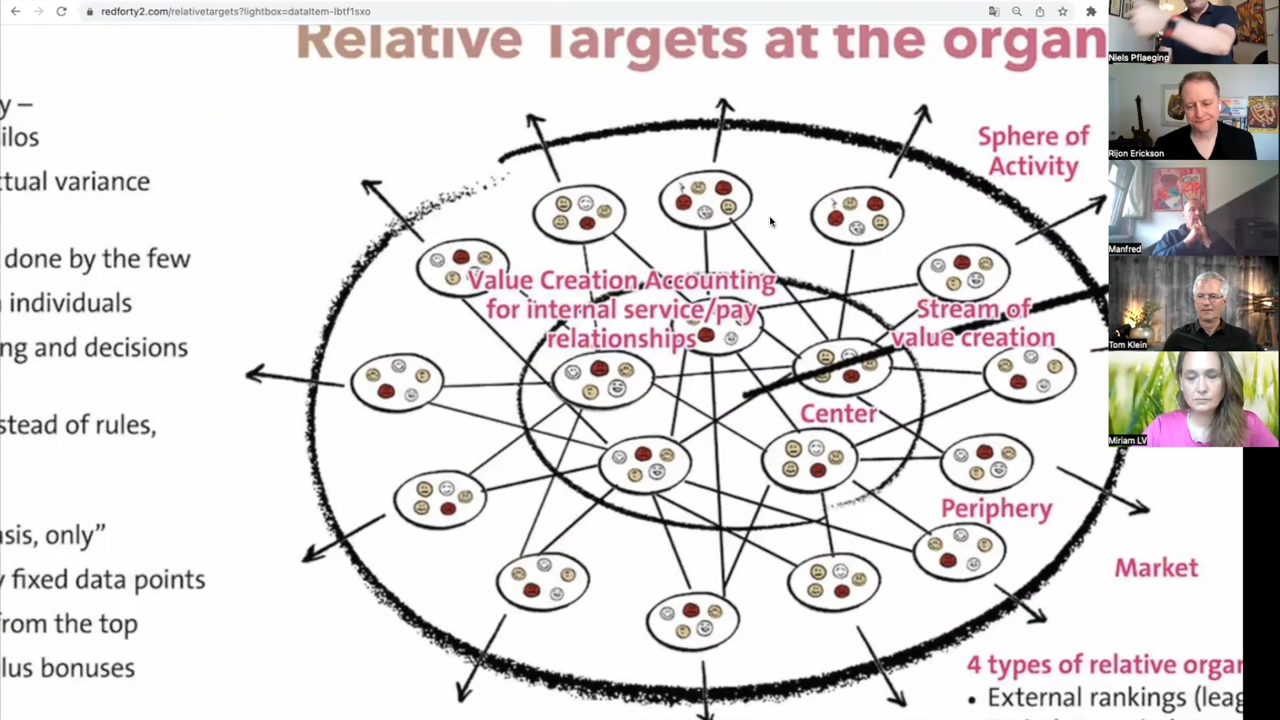 redforty2.com/relativetargets?lightbox=dataItem-lbtf1sxo
Relative Targets at the organ
y –
ilos
ctual variance
done by the few
individuals
ng and decisions
stead of rules,
sis, only”
fixed data points
from the top
lus bonuses
Sphere of
Activity
Value Creation Accounting
for internal service/pay
relationships
Stream of
value creation
Center
Periphery
Market
4 types of relative organ
• External rankings (leag
Niels Pflaeging
Rijon Erickson
Manfred
Tom Klein
Miriam LV